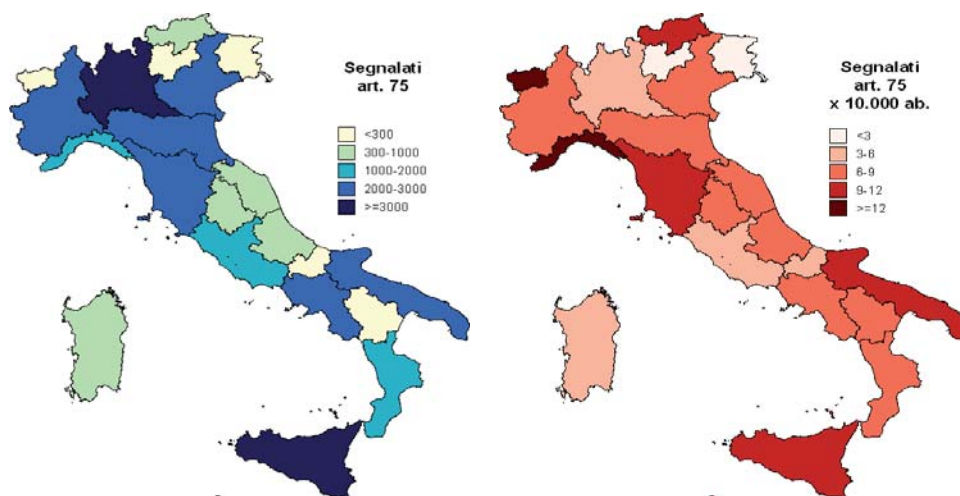 Segnalati
art. 75
<300
300-1000
1000-2000
2000-3000
>=3000
Segnalati
art. 75
x 10.000 ab.
<3
3-6
6-9
9-12
>=12